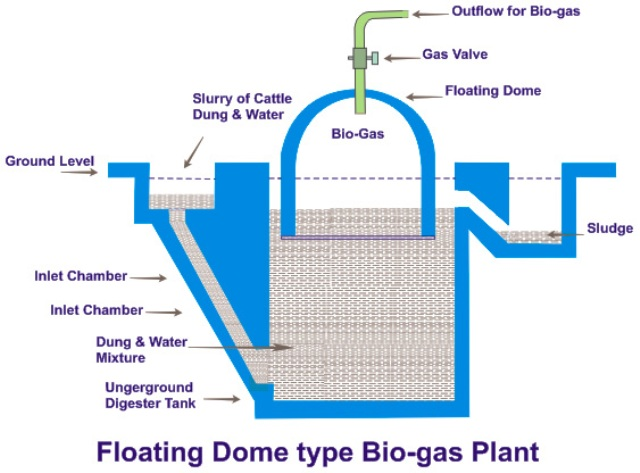 Outflow for Bio-gas
Gas Valve
Floating Dome
Slurry of Cattle
Dung & Water
Bio-Gas
Ground Level
Sludge
Inlet Chamber
Inlet Chamber
Dung & Water
Mixture
Ungerground
Digester Tank
Floating Dome type Bio-gas Plant